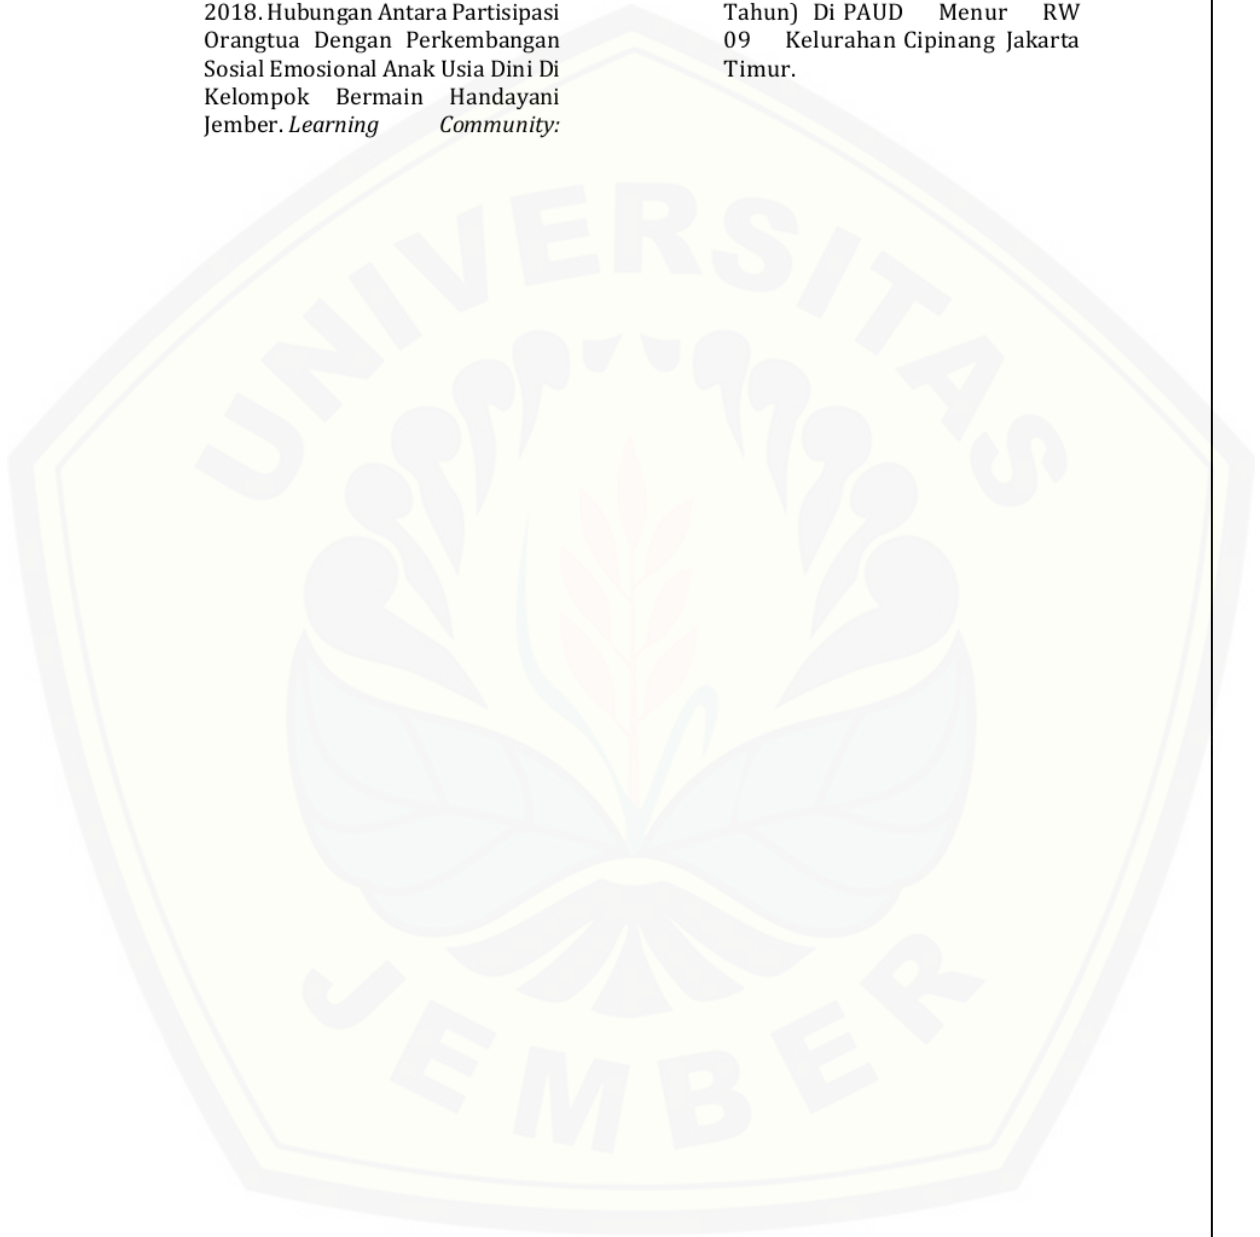 2018. Hubungan Antara Partisipasi
Orangtua Dengan Perkembangan
Sosial Emosional Anak Usia Dini Di
Kelompok Bermain Handayani
Jember. Learning Community:
Tahun) Di PAUD Menur RW
09 Kelurahan Cipinang Jakarta
Timur.
UNIVERSITAS
JEMBER